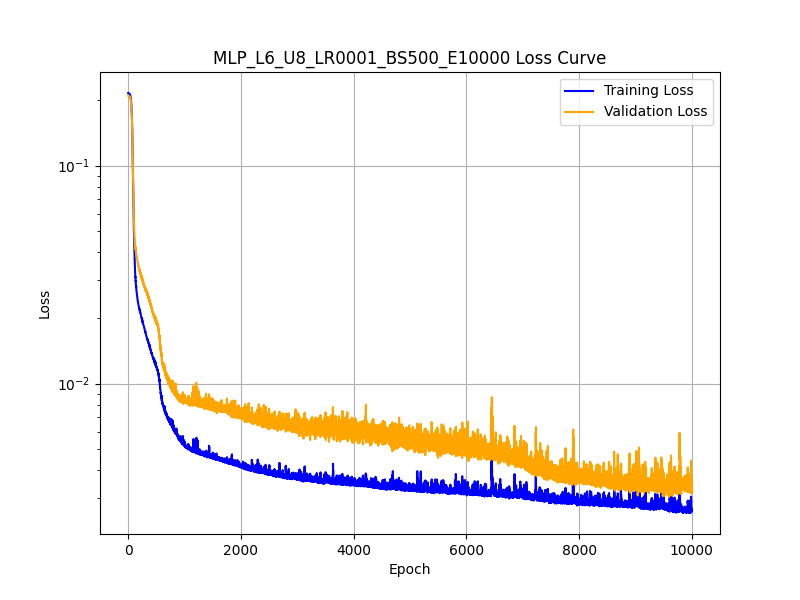 MLP_L6_U8_LR0001_BS500_E10000 Loss Curve
Training Loss
Validation Loss
10⁻¹
10⁻²
Loss
0 2000 4000 6000 8000 10000
Epoch